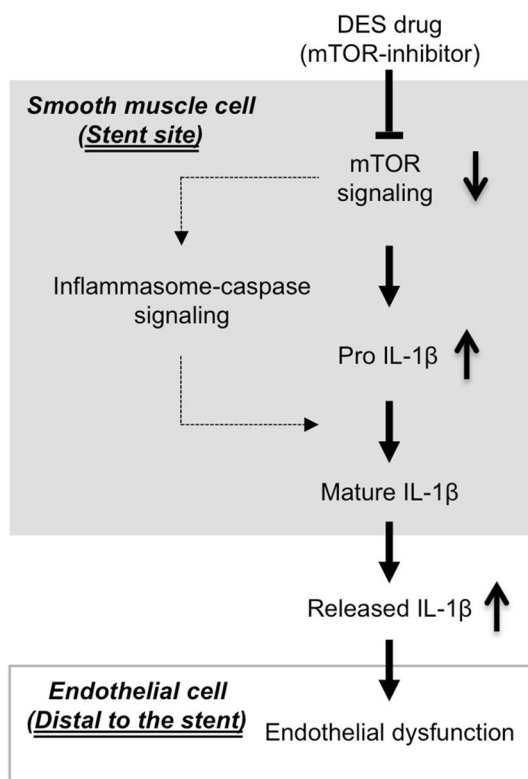 DES drug
(mTOR-inhibitor)
Smooth muscle cell
(Stent site)
mTOR
signaling
Inflammasome-caspase
signaling
Pro IL-1β
Mature IL-1β
Released IL-1β
Endothelial cell
(Distal to the stent)
Endothelial dysfunction